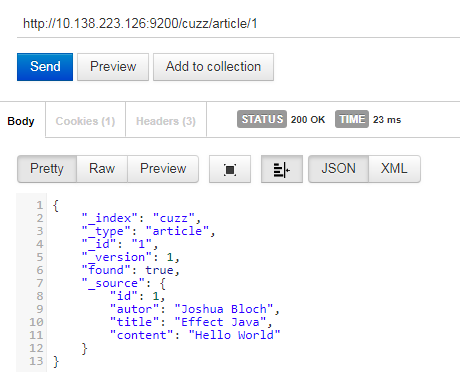 http://10.138.223.126:9200/cuzz/article/1
Send Preview Add to collection
Body Cookies (1) Headers (3) STATUS 200 OK TIME 23 ms
Pretty Raw Preview JSON XML
1 {
2 "_index": "cuzz",
3 "_type": "article",
4 "_id": "1",
5 "_version": 1,
6 "found": true,
7 "_source": {
8 "id": 1,
9 "autor": "Joshua Bloch",
10 "title": "Effect Java",
11 "content": "Hello World"
12 }
13 }